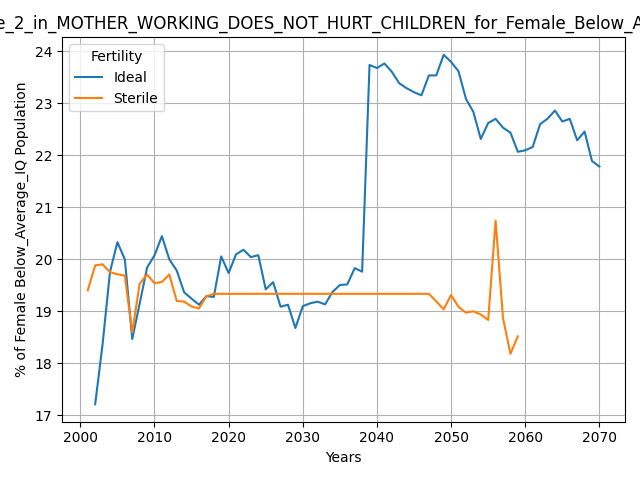 e_2_in_MOTHER_WORKING_DOES_NOT_HURT_CHILDREN_for_Female_Below_A
Fertility
Ideal
Sterile
% of Female Below_Average_IQ Population
24
23
22
21
20
19
18
17
2000 2010 2020 2030 2040 2050 2060 2070
Years